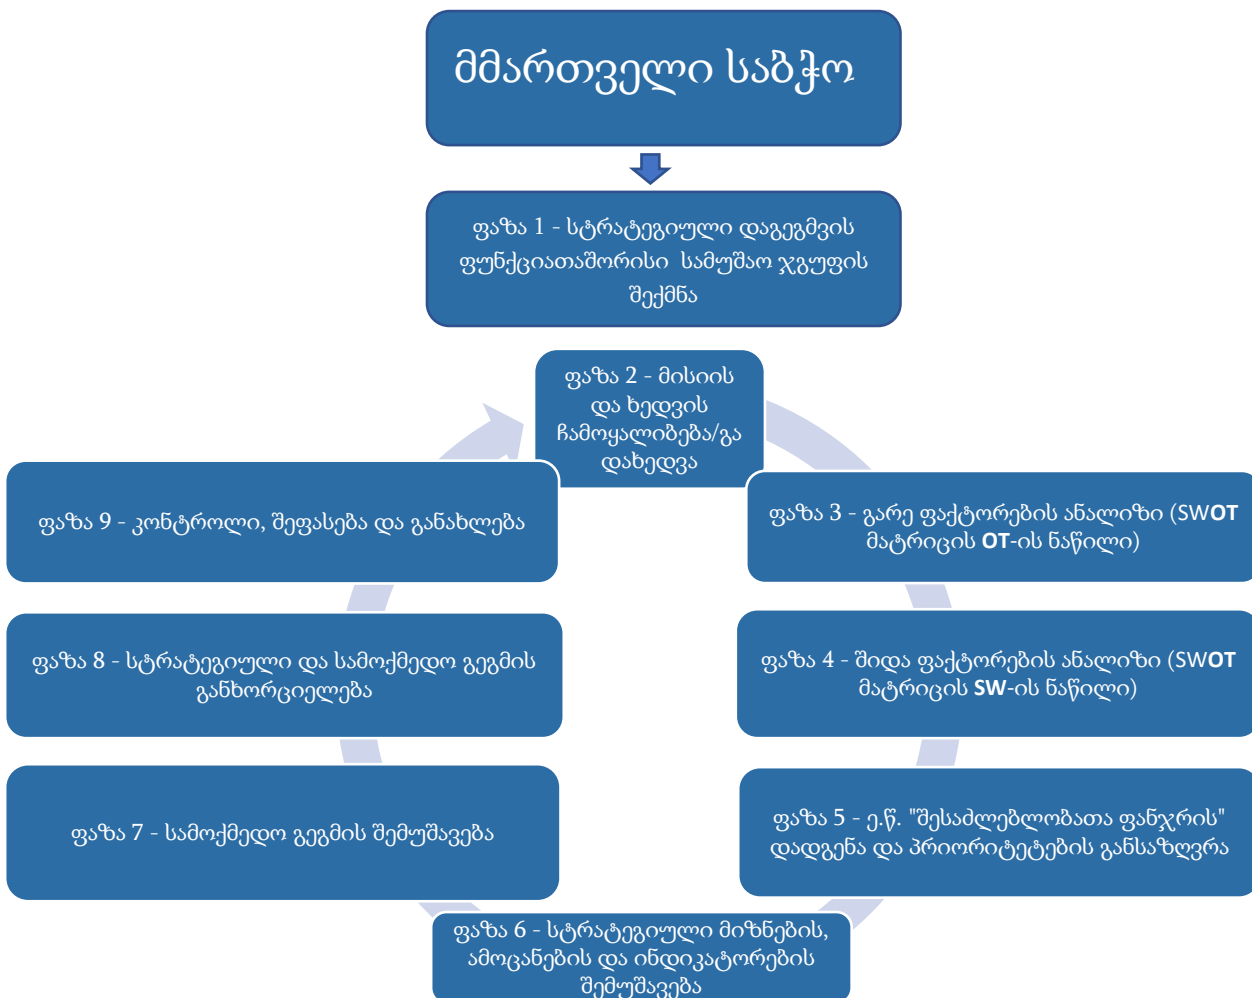 მმართველი საბჭო
ფაზა 1 - სტრატეგიული დაგეგმვის
ფუნქციათაშორისი სამუშაო ჯგუფის
შექმნა
ფაზა 2 - მისიის
და ხედვის
ჩამოყალიბება/გა
დახედვა
ფაზა 3 - გარე ფაქტორების ანალიზი (SWOT
მატრიცის OT-ის ნაწილი)
ფაზა 4 - შიდა ფაქტორების ანალიზი (SWOT
მატრიცის SW-ის ნაწილი)
ფაზა 5 - ე.წ. "შესაძლებლობათა ფანჯრის"
დადგენა და პრიორიტეტების განსაზღვრა
ფაზა 6 - სტრატეგიული მიზნების,
ამოცანების და ინდიკატორების
შემუშავება
ფაზა 7 - სამოქმედო გეგმის შემუშავება
ფაზა 8 - სტრატეგიული და სამოქმედო გეგმის
განხორციელება
ფაზა 9 - კონტროლი, შეფასება და განახლება